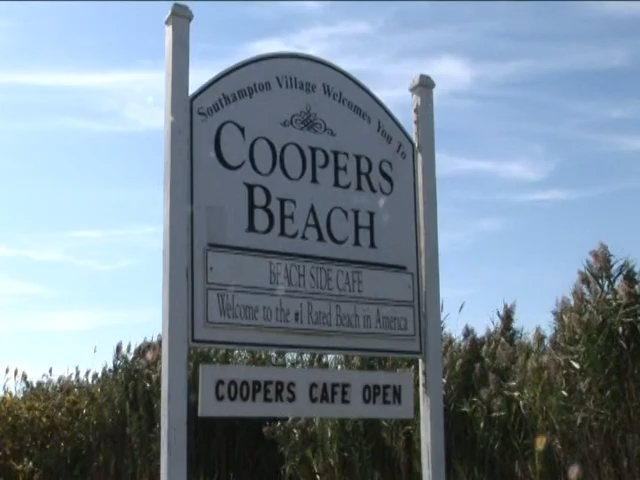 Southampton Village Welcomes You To
COOPERS
BEACH
BEACH SIDE CAFE
Welcome to the #1 Rated Beach in America
COOPERS CAFE OPEN